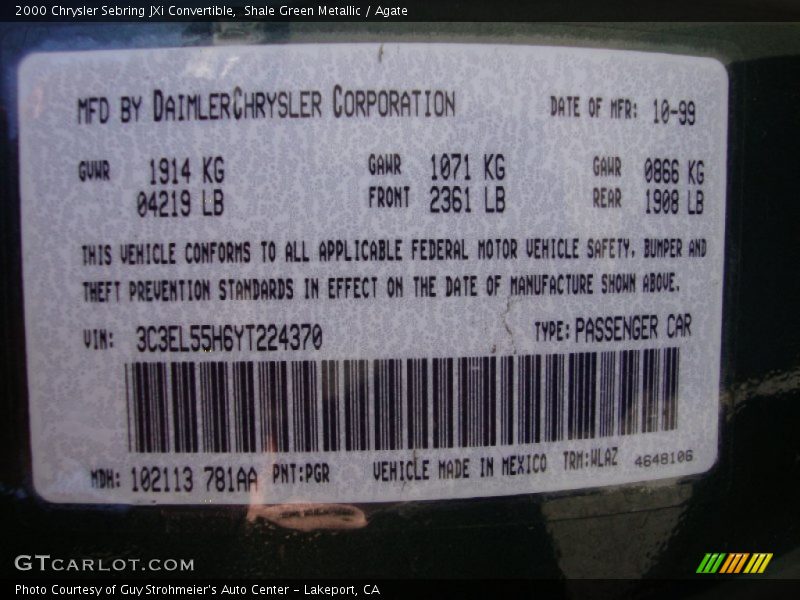 2000 Chrysler Sebring JXi Convertible, Shale Green Metallic / Agate
MFD BY DAIMLERCHRYSLER CORPORATION DATE OF MFR: 10-99
GVWR 1914 KG GAWR 1071 KG GAWR 0866 KG
04219 LB FRONT 2361 LB REAR 1908 LB
THIS VEHICLE CONFORMS TO ALL APPLICABLE FEDERAL MOTOR VEHICLE SAFETY, BUMPER AND
THEFT PREVENTION STANDARDS IN EFFECT ON THE DATE OF MANUFACTURE SHOWN ABOVE.
VIN: 3C3EL55H6YT224370 TYPE: PASSENGER CAR
MDH: 102113 781AA PNT:PGR VEHICLE MADE IN MEXICO TRM:WLAZ 4648106
GTCARLOT.COM
Photo Courtesy of Guy Strohmeier's Auto Center – Lakeport, CA